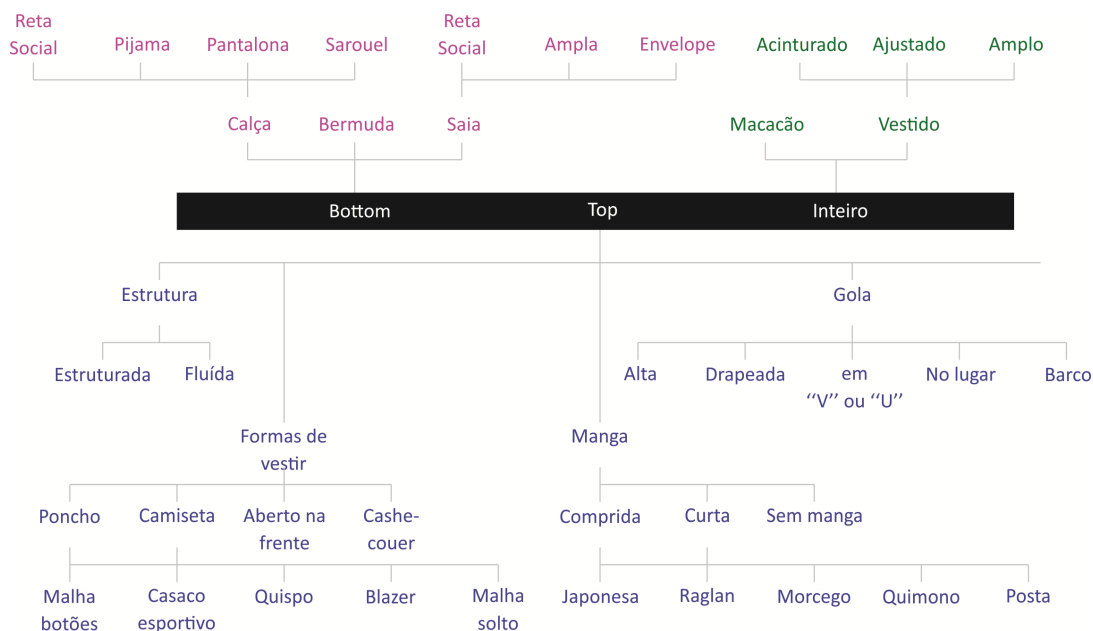 Reta
Social
Pijama
Pantalona
Sarouel
Reta
Social
Ampla
Envelope
Acinturado
Ajustado
Amplo
Calça
Bermuda
Saia
Macacão
Vestido
Bottom
Top
Inteiro
Estrutura
Gola
Estruturada
Fluída
Alta
Drapeada
em
‘‘V’’ ou ‘‘U’’
No lugar
Barco
Formas de
vestir
Manga
Poncho
Camiseta
Aberto na
frente
Cashe-
couer
Comprida
Curta
Sem manga
Malha
botões
Casaco
esportivo
Quispo
Blazer
Malha
solto
Japonesa
Raglan
Morcego
Quimono
Posta